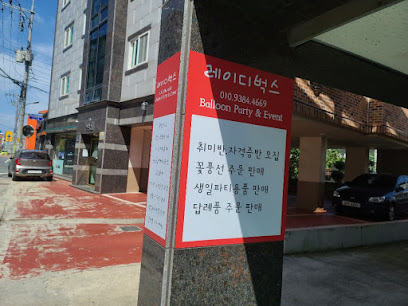 레이디벅스
010.9384.4669
Balloon Party & Event
취미반,자격증반 모집
꽃풍선 주문 판매
생일파티용품 판매
답례품 주문 판매